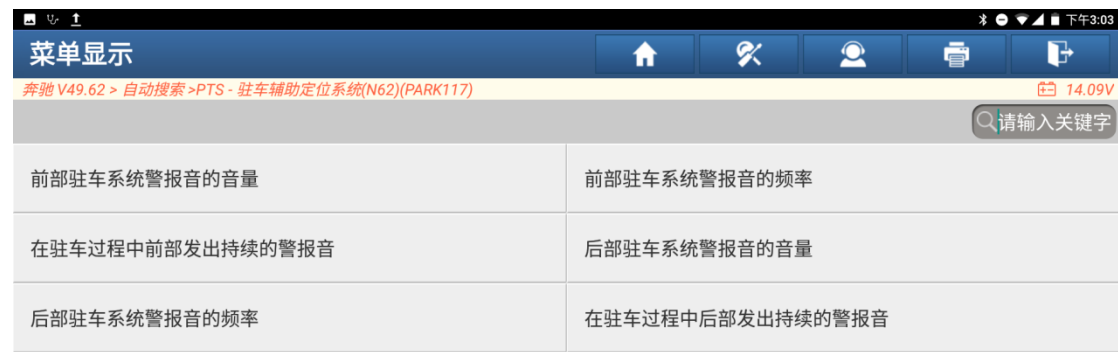 下午3:03
菜单显示
奔驰 V49.62 > 自动搜索 >PTS - 驻车辅助定位系统(N62)(PARK117)
14.09V
请输入关键字
前部驻车系统警报音的音量
前部驻车系统警报音的频率
在驻车过程中前部发出持续的警报音
后部驻车系统警报音的音量
后部驻车系统警报音的频率
在驻车过程中后部发出持续的警报音